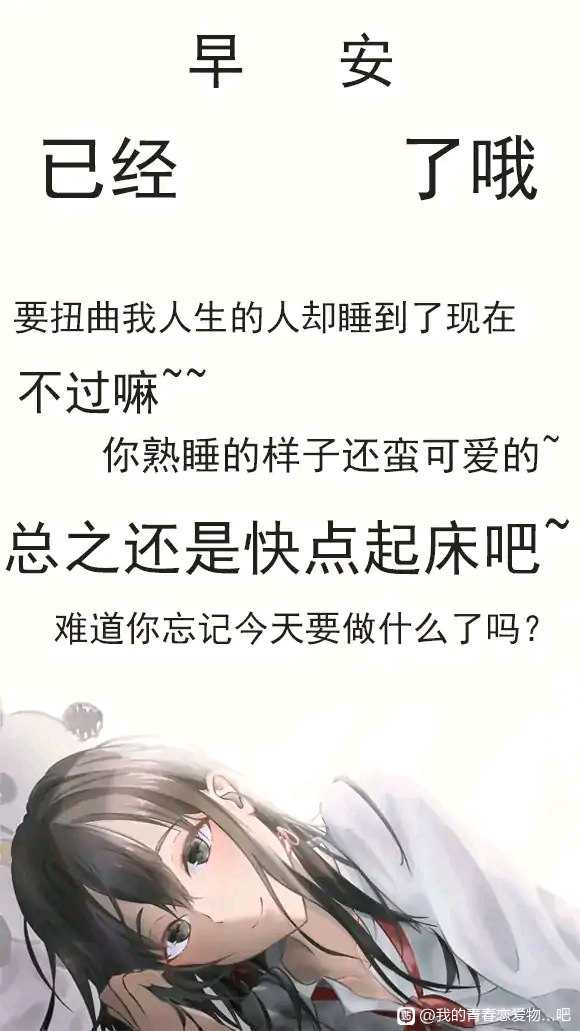 早 安
已经 了哦
要扭曲我人生的人却睡到了现在
不过嘛~~
你熟睡的样子还蛮可爱的~
总之还是快点起床吧~
难道你忘记今天要做什么了吗？
@我的青春恋爱物...吧